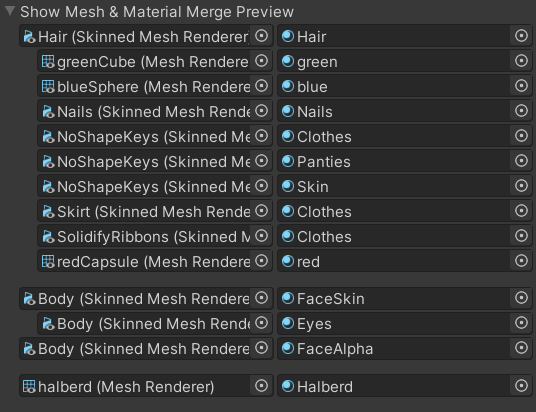 Show Mesh & Material Merge Preview
Hair (Skinned Mesh Renderer Hair
greenCube (Mesh Rendere green
blueSphere (Mesh Rendere blue
Nails (Skinned Mesh Rende Nails
NoShapeKeys (Skinned Me Clothes
NoShapeKeys (Skinned Me Panties
NoShapeKeys (Skinned Me Skin
Skirt (Skinned Mesh Rende Clothes
SolidifyRibbons (Skinned M Clothes
redCapsule (Mesh Rendere red
Body (Skinned Mesh Rendere FaceSkin
Body (Skinned Mesh Rende Eyes
Body (Skinned Mesh Rendere FaceAlpha
halberd (Mesh Renderer) Halberd